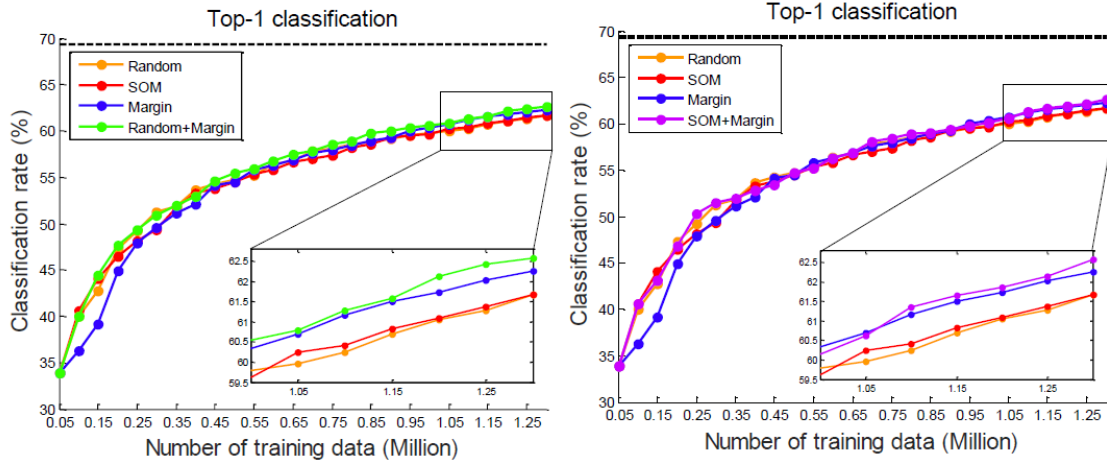 Top-1 classification
Classification rate (%)
70
65
60
55
50
45
40
35
30
Random
SOM
Margin
Random+Margin
62.5
62
61.5
61
60.5
60
59.5
1.05
1.15
1.25
0.05 0.15 0.25 0.35 0.45 0.55 0.65 0.75 0.85 0.95 1.05 1.15 1.25
Number of training data (Million)
Top-1 classification
Classification rate (%)
70
65
60
55
50
45
40
35
30
Random
SOM
Margin
SOM+Margin
62.5
62
61.5
61
60.5
60
59.5
1.05
1.15
1.25
0.05 0.15 0.25 0.35 0.45 0.55 0.65 0.75 0.85 0.95 1.05 1.15 1.25
Number of training data (Million)